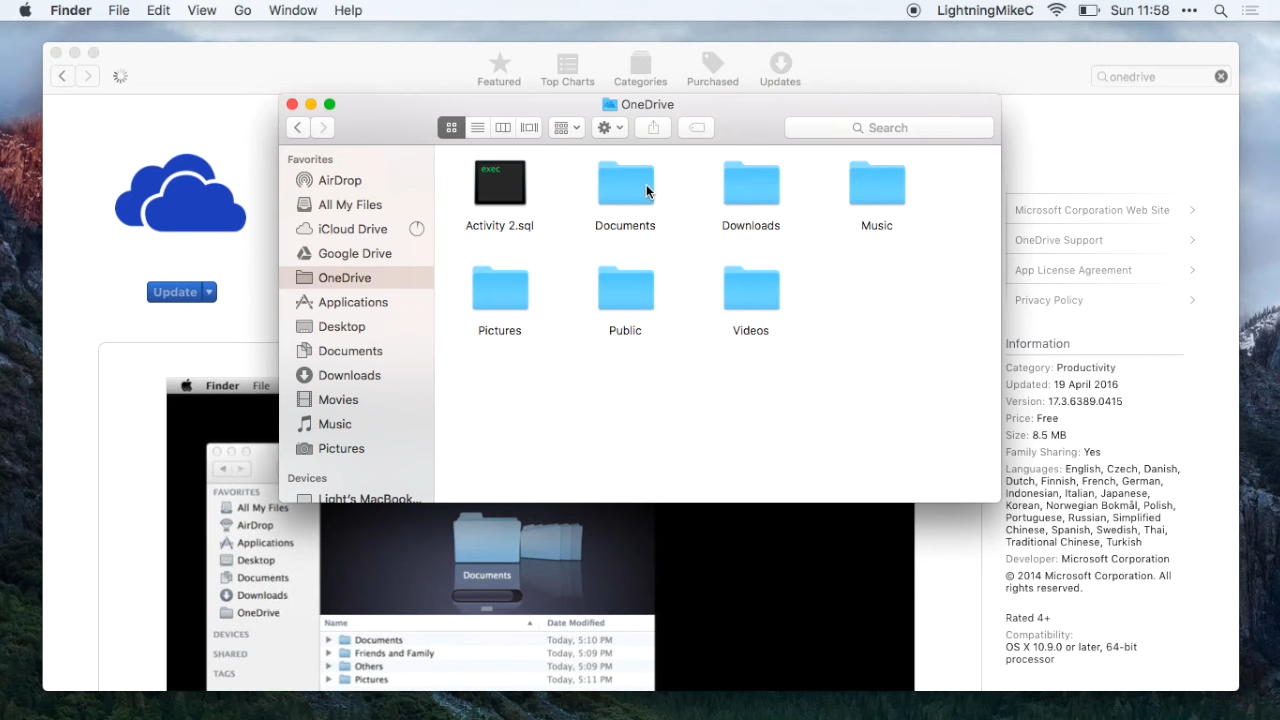 Finder File Edit View Go Window Help LightningMikeC Sun 11:58
Featured Top Charts Categories Purchased Updates onedrive
OneDrive
Search
Update
Favorites
AirDrop
All My Files
iCloud Drive
Google Drive
OneDrive
Applications
Desktop
Documents
Downloads
Movies
Music
Pictures
Devices
Light's MacBook...
exec
Activity 2.sql Documents Downloads Music
Pictures Public Videos
Microsoft Corporation Web Site
OneDrive Support
App License Agreement
Privacy Policy
Information
Category: Productivity
Updated: 19 April 2016
Version: 17.3.6389.0415
Price: Free
Size: 8.5 MB
Family Sharing: Yes
Languages: English, Czech, Danish,
Dutch, Finnish, French, German,
Indonesian, Italian, Japanese,
Korean, Norwegian Bokmål, Polish,
Portuguese, Russian, Simplified
Chinese, Spanish, Swedish, Thai,
Traditional Chinese, Turkish
Developer: Microsoft Corporation
© 2014 Microsoft Corporation. All
rights reserved.
Rated 4+
Compatibility:
OS X 10.9.0 or later, 64-bit
processor
Finder File
FAVORITES
All My Files
AirDrop
Applications
Desktop
Documents
Downloads
OneDrive
DEVICES
SHARED
TAGS
Documents
Name Date Modified
Documents Today, 5:10 PM
Friends and Family Today, 5:09 PM
Others Today, 5:09 PM
Pictures Today, 5:11 PM